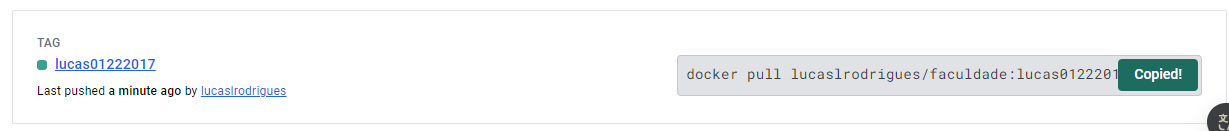 TAG
lucas01222017
docker pull lucaslrodrigues/faculdade:lucas0122201
Copied!
Last pushed a minute ago by lucaslrodrigues